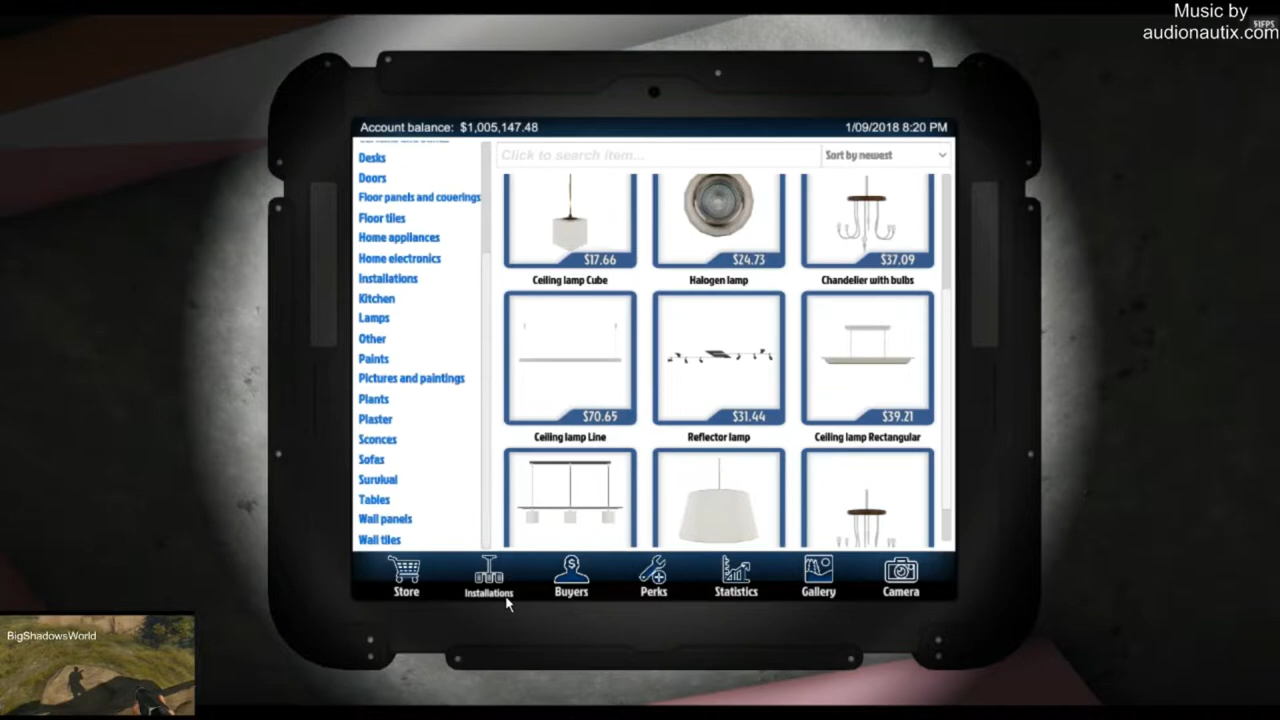 Music by
audionautix.com
51FPS
Account balance: $1,005,147.48
1/09/2018 8:20 PM
Click to search item...
Sort by newest
Desks
Doors
Floor panels and coverings
Floor tiles
Home appliances
Home electronics
Installations
Kitchen
Lamps
Other
Paints
Pictures and paintings
Plants
Plaster
Sconces
Sofas
Survival
Tables
Wall panels
Wall tiles
$17.66
$24.73
$37.09
Ceiling lamp Cube
Halogen lamp
Chandelier with bulbs
$70.65
$31.44
$39.21
Ceiling lamp Line
Reflector lamp
Ceiling lamp Rectangular
Store
Installations
Buyers
Perks
Statistics
Gallery
Camera
BigShadowsWorld